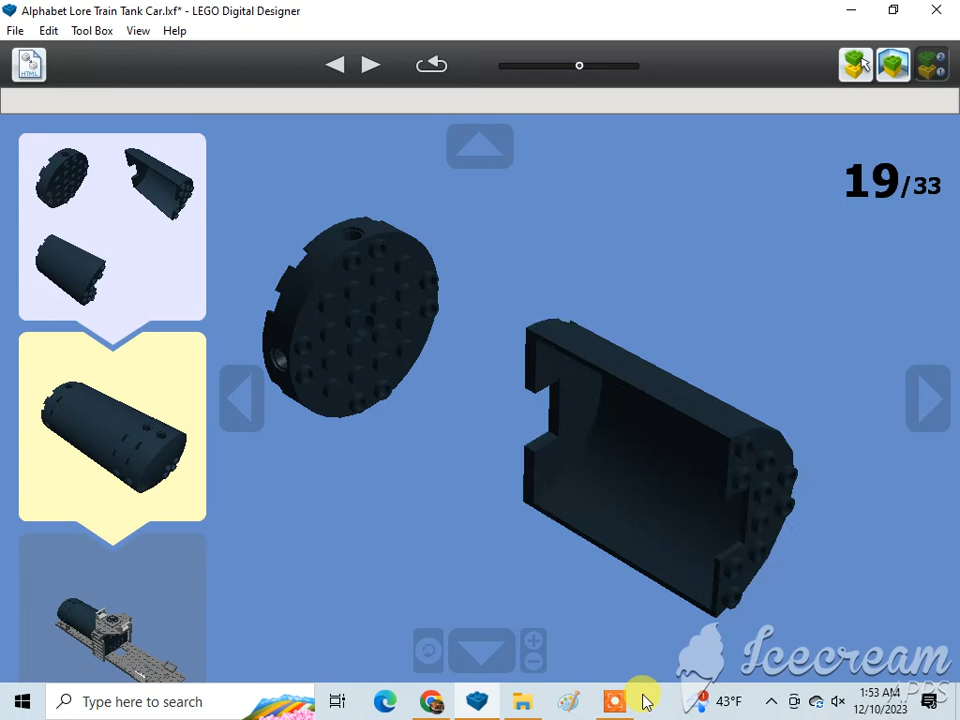 Alphabet Lore Train Tank Car.lxf* - LEGO Digital Designer
File Edit Tool Box View Help
HTML
19/33
Icecream
APPS
Type here to search
43°F
1:53 AM
12/10/2023